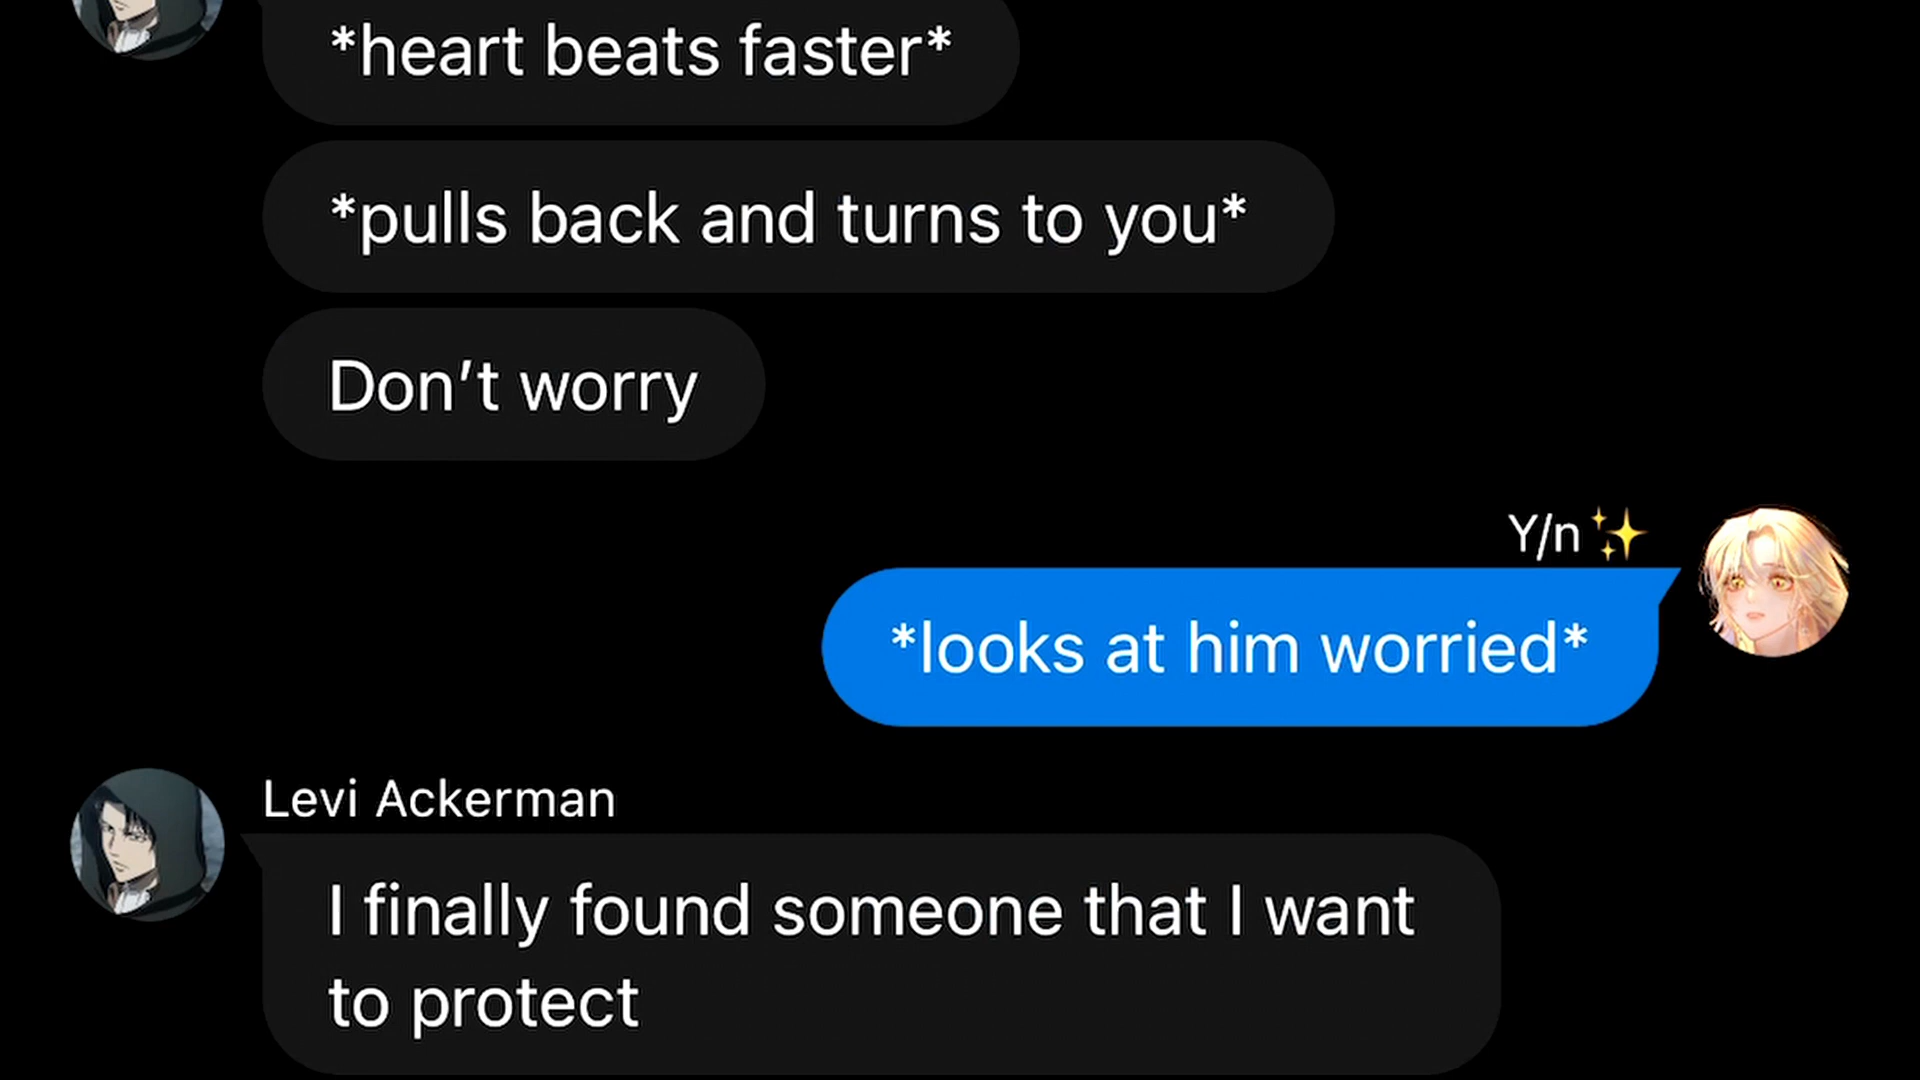 *heart beats faster*
*pulls back and turns to you*
Don’t worry
Y/n✨
*looks at him worried*
Levi Ackerman
I finally found someone that I want
to protect